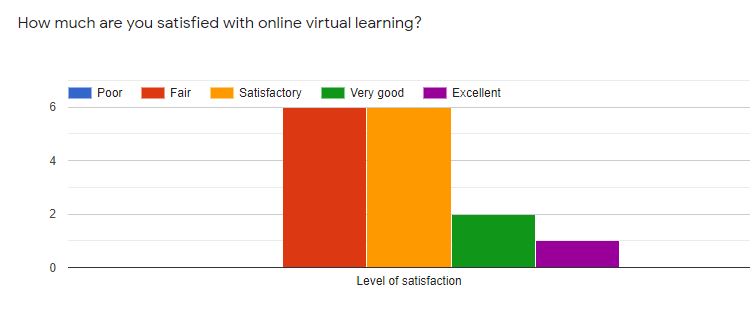 How much are you satisfied with online virtual learning?
Poor Fair Satisfactory Very good Excellent
6
4
2
0
Level of satisfaction